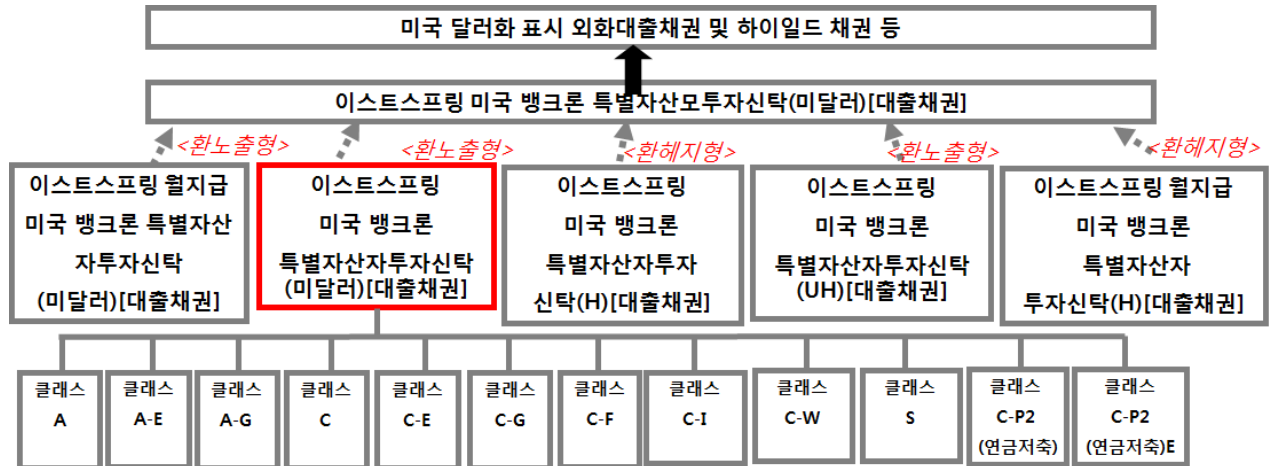 미국 달러화 표시 외화대출채권 및 하이일드 채권 등
이스트스프링 미국 뱅크론 특별자산모투자신탁(미달러)[대출채권]
<환노출형>
<환노출형>
<환헤지형>
<환노출형>
<환헤지형>
이스트스프링 월지급
미국 뱅크론 특별자산
자투자신탁
(미달러)[대출채권]
이스트스프링
미국 뱅크론
특별자산자투자신탁
(미달러)[대출채권]
이스트스프링
미국 뱅크론
특별자산자투자
신탁(H)[대출채권]
이스트스프링
미국 뱅크론
특별자산자투자신탁
(UH)[대출채권]
이스트스프링 월지급
미국 뱅크론
특별자산자
투자신탁(H)[대출채권]
클래스
A
클래스
A-E
클래스
A-G
클래스
C
클래스
C-E
클래스
C-G
클래스
C-F
클래스
C-I
클래스
C-W
클래스
S
클래스
C-P2
(연금저축)
클래스
C-P2
(연금저축)E